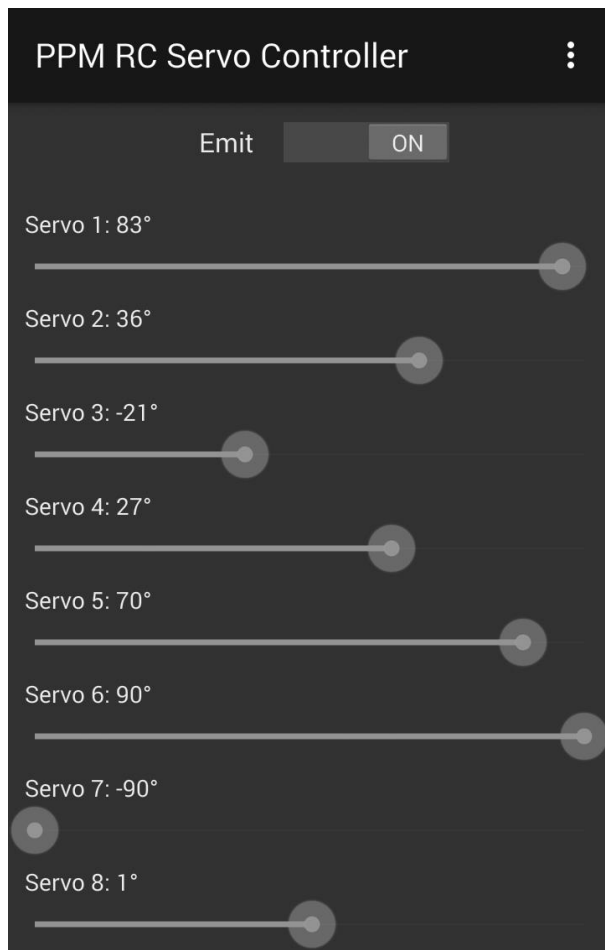 PPM RC Servo Controller
Emit ON
Servo 1: 83°
Servo 2: 36°
Servo 3: -21°
Servo 4: 27°
Servo 5: 70°
Servo 6: 90°
Servo 7: -90°
Servo 8: 1°